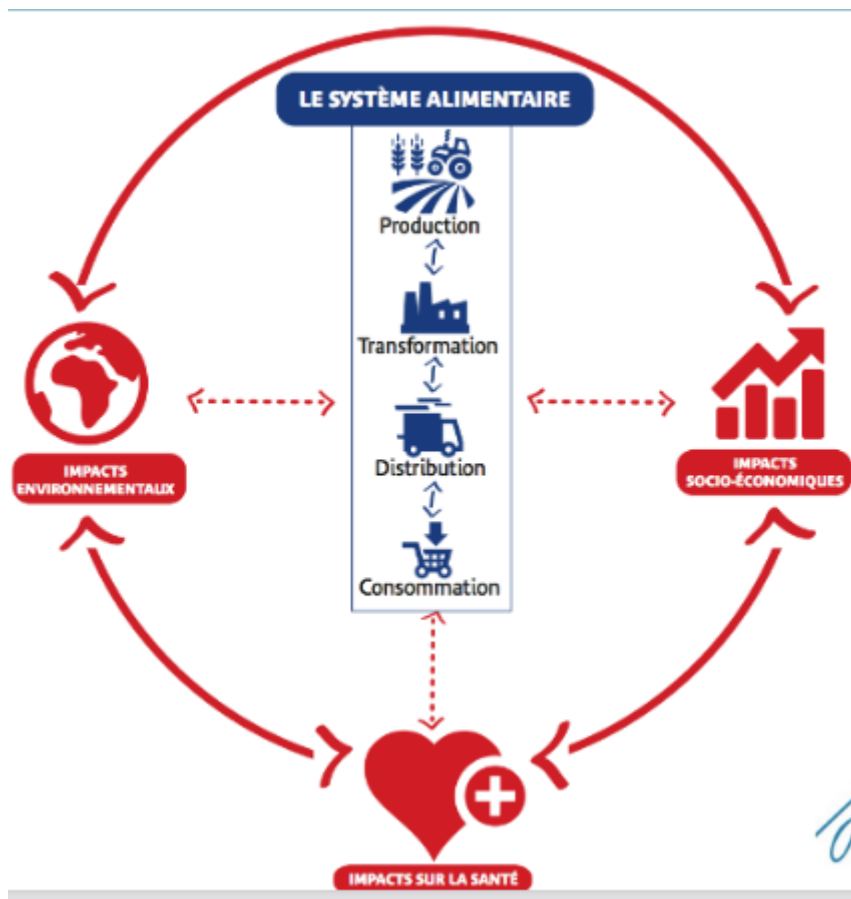 LE SYSTÈME ALIMENTAIRE
Production
Transformation
Distribution
Consommation
IMPACTS
ENVIRONNEMENTAUX
IMPACTS
SOCIO-ÉCONOMIQUES
IMPACTS SUR LA SANTÉ